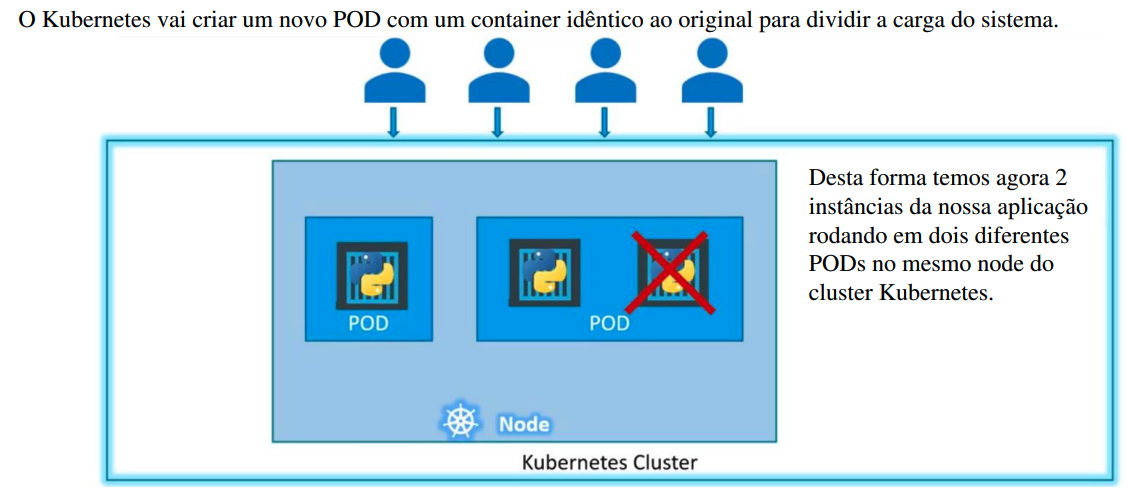 O Kubernetes vai criar um novo POD com um container idêntico ao original para dividir a carga do sistema.
Desta forma temos agora 2
instâncias da nossa aplicação
rodando em dois diferentes
PODs no mesmo node do
cluster Kubernetes.
POD
POD
Node
Kubernetes Cluster